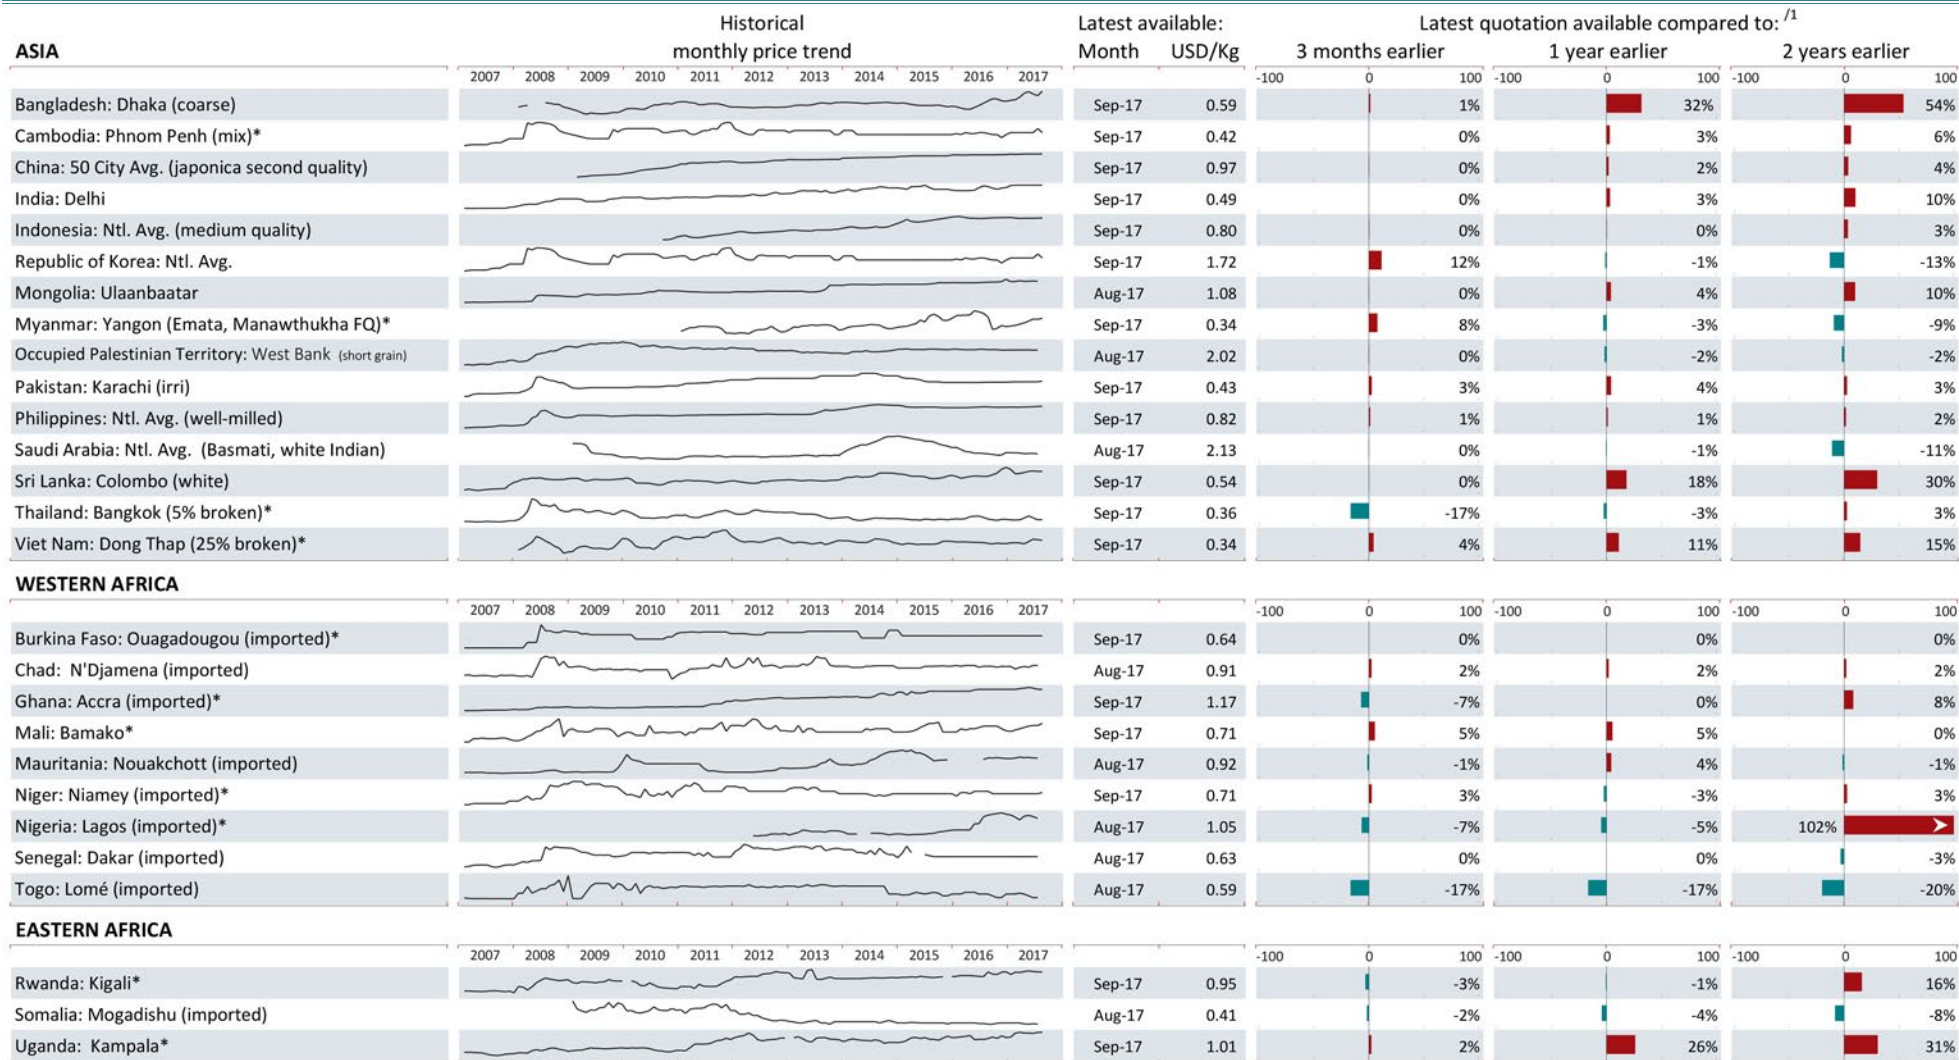 Historical Latest available: Latest quotation available compared to: /1
ASIA monthly price trend Month USD/Kg 3 months earlier 1 year earlier 2 years earlier
2007 2008 2009 2010 2011 2012 2013 2014 2015 2016 2017 -100 0 100 -100 0 100 -100 0 100
Bangladesh: Dhaka (coarse) Sep-17 0.59 1% 32% 54%
Cambodia: Phnom Penh (mix)* Sep-17 0.42 0% 3% 6%
China: 50 City Avg. (japonica second quality) Sep-17 0.97 0% 2% 4%
India: Delhi Sep-17 0.49 0% 3% 10%
Indonesia: Ntl. Avg. (medium quality) Sep-17 0.80 0% 0% 3%
Republic of Korea: Ntl. Avg. Sep-17 1.72 12% -1% -13%
Mongolia: Ulaanbaatar Aug-17 1.08 0% 4% 10%
Myanmar: Yangon (Emata, Manawthukha FQ)* Sep-17 0.34 8% -3% -9%
Occupied Palestinian Territory: West Bank (short grain) Aug-17 2.02 0% -2% -2%
Pakistan: Karachi (irri) Sep-17 0.43 3% 4% 3%
Philippines: Ntl. Avg. (well-milled) Sep-17 0.82 1% 1% 2%
Saudi Arabia: Ntl. Avg. (Basmati, white Indian) Aug-17 2.13 0% -1% -11%
Sri Lanka: Colombo (white) Sep-17 0.54 0% 18% 30%
Thailand: Bangkok (5% broken)* Sep-17 0.36 -17% -3% 3%
Viet Nam: Dong Thap (25% broken)* Sep-17 0.34 4% 11% 15%
WESTERN AFRICA
2007 2008 2009 2010 2011 2012 2013 2014 2015 2016 2017 -100 0 100 -100 0 100 -100 0 100
Burkina Faso: Ouagadougou (imported)* Sep-17 0.64 0% 0% 0%
Chad: N'Djamena (imported) Aug-17 0.91 2% 2% 2%
Ghana: Accra (imported)* Sep-17 1.17 -7% 0% 8%
Mali: Bamako* Sep-17 0.71 5% 5% 0%
Mauritania: Nouakchott (imported) Aug-17 0.92 -1% 4% -1%
Niger: Niamey (imported)* Sep-17 0.71 3% -3% 3%
Nigeria: Lagos (imported)* Aug-17 1.05 -7% -5% 102%
Senegal: Dakar (imported) Aug-17 0.63 0% 0% -3%
Togo: Lomé (imported) Aug-17 0.59 -17% -17% -20%
EASTERN AFRICA
2007 2008 2009 2010 2011 2012 2013 2014 2015 2016 2017 -100 0 100 -100 0 100 -100 0 100
Rwanda: Kigali* Sep-17 0.95 -3% -1% 16%
Somalia: Mogadishu (imported) Aug-17 0.41 -2% -4% -8%
Uganda: Kampala* Sep-17 1.01 2% 26% 31%